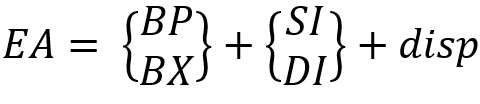 EA = {BP BX} + {SI DI} + disp